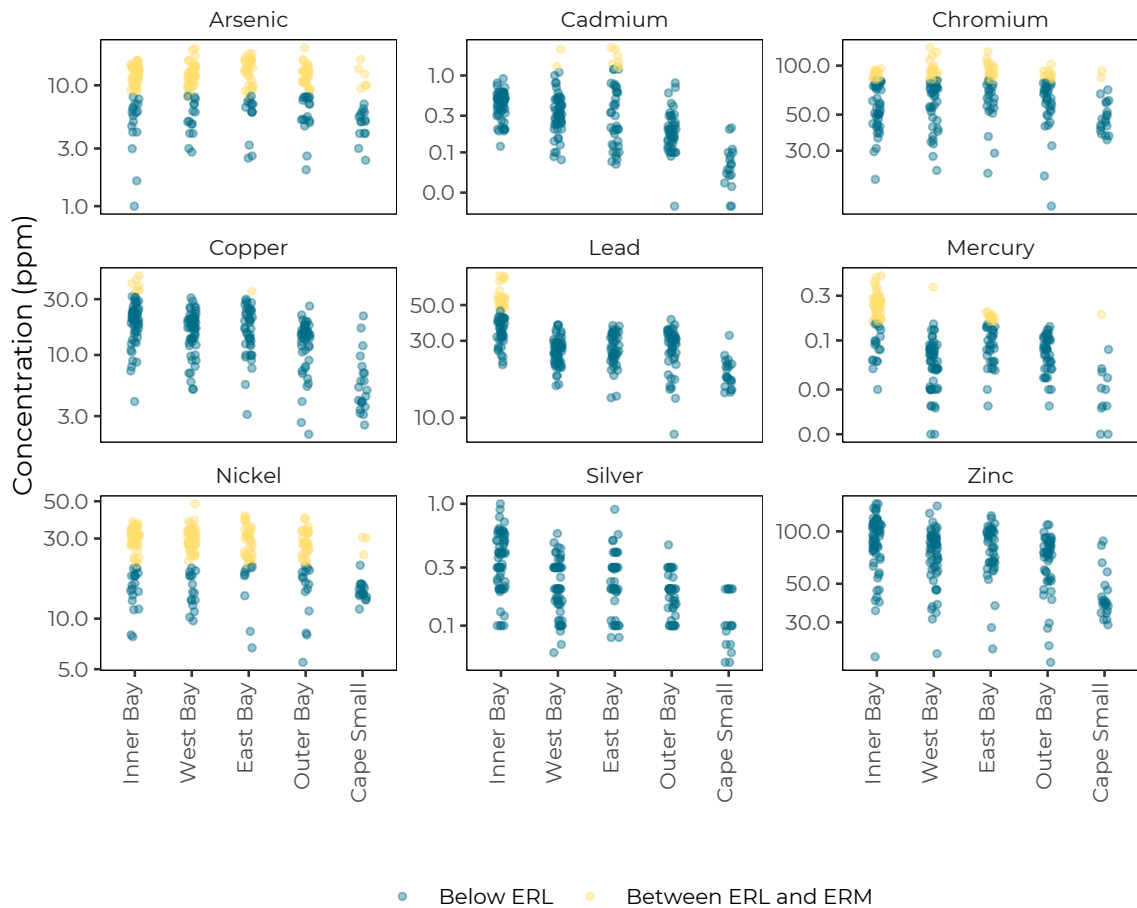 Arsenic Cadmium Chromium
10.0
3.0
1.0
1.0
0.3
0.1
0.0
100.0
50.0
30.0
Copper Lead Mercury
30.0
10.0
3.0
50.0
30.0
10.0
0.3
0.1
0.0
0.0
Concentration (ppm)
Nickel Silver Zinc
50.0
30.0
10.0
5.0
1.0
0.3
0.1
100.0
50.0
30.0
Inner Bay
West Bay
East Bay
Outer Bay
Cape Small
Inner Bay
West Bay
East Bay
Outer Bay
Cape Small
Inner Bay
West Bay
East Bay
Outer Bay
Cape Small
Below ERL Between ERL and ERM